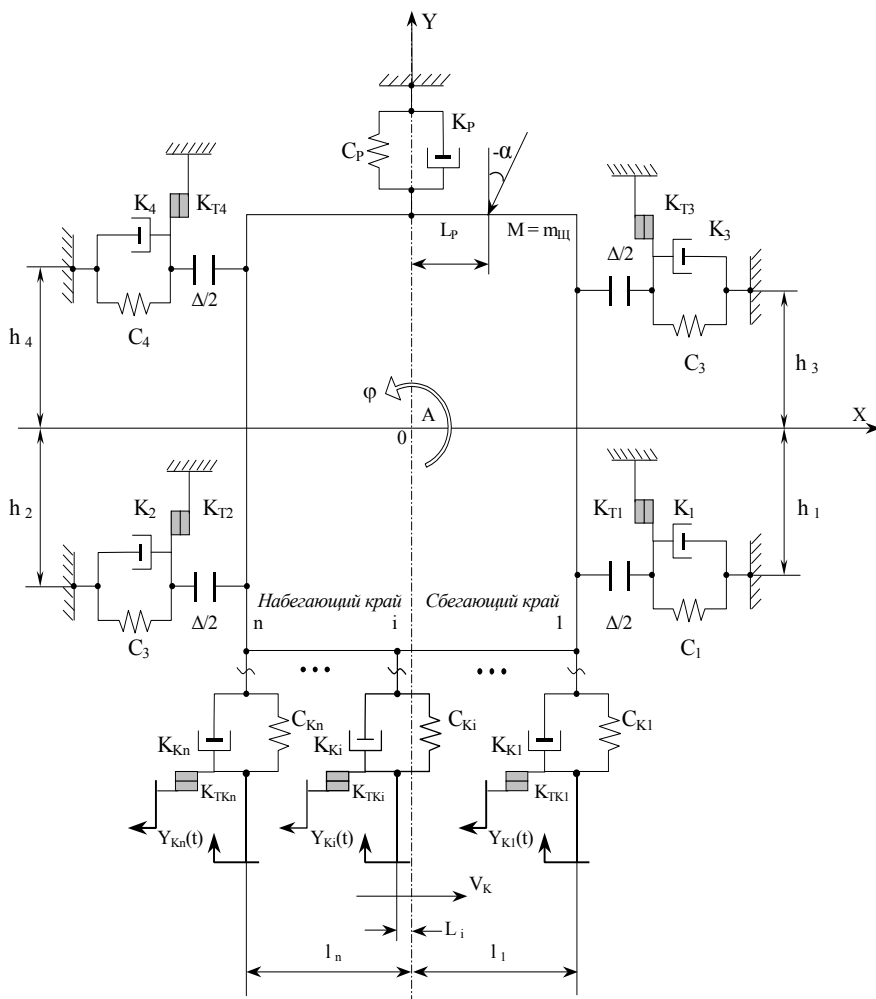 Y
K_P
C_P
-α
K_4
K_T4
K_T3
K_3
L_P
M = m_Щ
Δ/2
Δ/2
C_4
C_3
h_4
h_3
φ
A
X
0
h_2
K_2
K_T2
K_T1
K_1
h_1
Набегающий край
Сбегающий край
Δ/2
n
i
1
Δ/2
C_3
C_1
...
...
C_Kn
C_Ki
C_K1
K_Kn
K_Ki
K_K1
K_TKn
K_TKi
K_TK1
Y_Kn(t)
Y_Ki(t)
Y_K1(t)
V_K
L_i
l_n
l_1